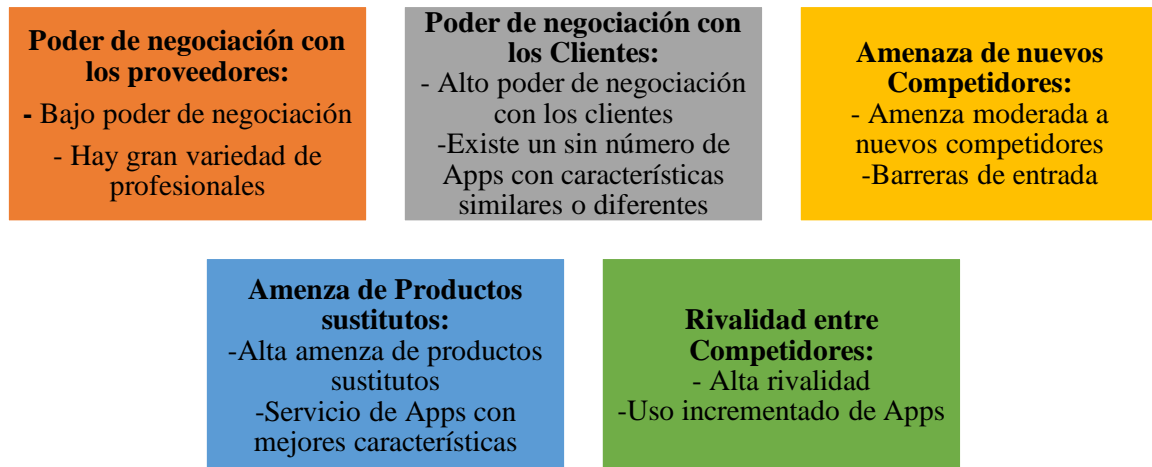 Poder de negociación con
los proveedores:
- Bajo poder de negociación
- Hay gran variedad de
profesionales
Poder de negociación con
los Clientes:
- Alto poder de negociación
con los clientes
-Existe un sin número de
Apps con características
similares o diferentes
Amenaza de nuevos
Competidores:
- Amenza moderada a
nuevos competidores
-Barreras de entrada
Amenza de Productos
sustitutos:
-Alta amenza de productos
sustitutos
-Servicio de Apps con
mejores características
Rivalidad entre
Competidores:
- Alta rivalidad
-Uso incrementado de Apps